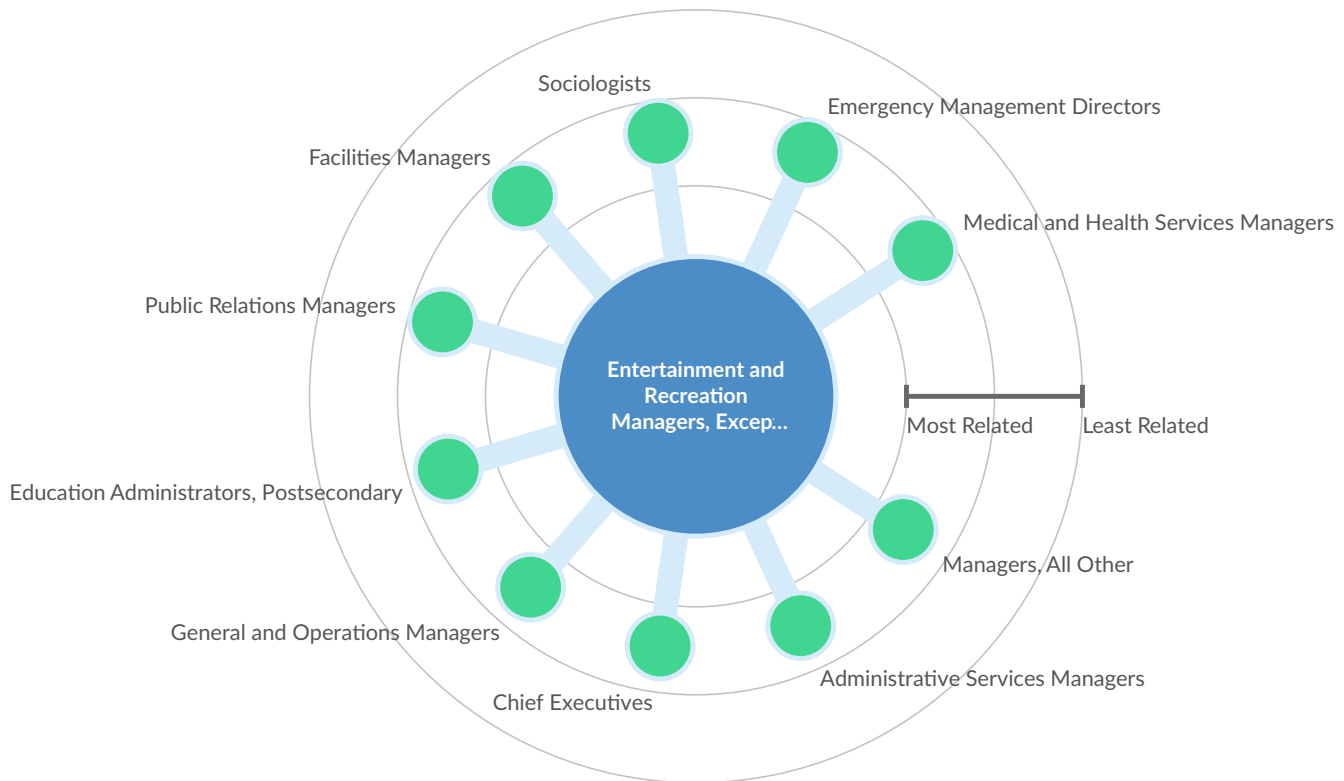 Sociologists
Emergency Management Directors
Facilities Managers
Medical and Health Services Managers
Public Relations Managers
Entertainment and
Recreation
Managers, Excep...
Most Related
Least Related
Education Administrators, Postsecondary
Managers, All Other
General and Operations Managers
Administrative Services Managers
Chief Executives